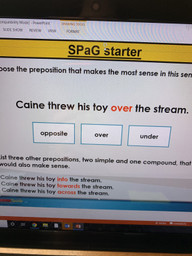 PowerPoint
SLIDE SHOW REVIEW VIEW FORMAT
SPaG starter
oose the preposition that makes the most sense in this sen
Caine threw his toy over the stream.
opposite over under
ist three other prepositions, two simple and one compound, that
would also make sense.
Caine threw his toy into the stream.
Caine threw his toy towards the stream.
Caine threw his toy across the stream.